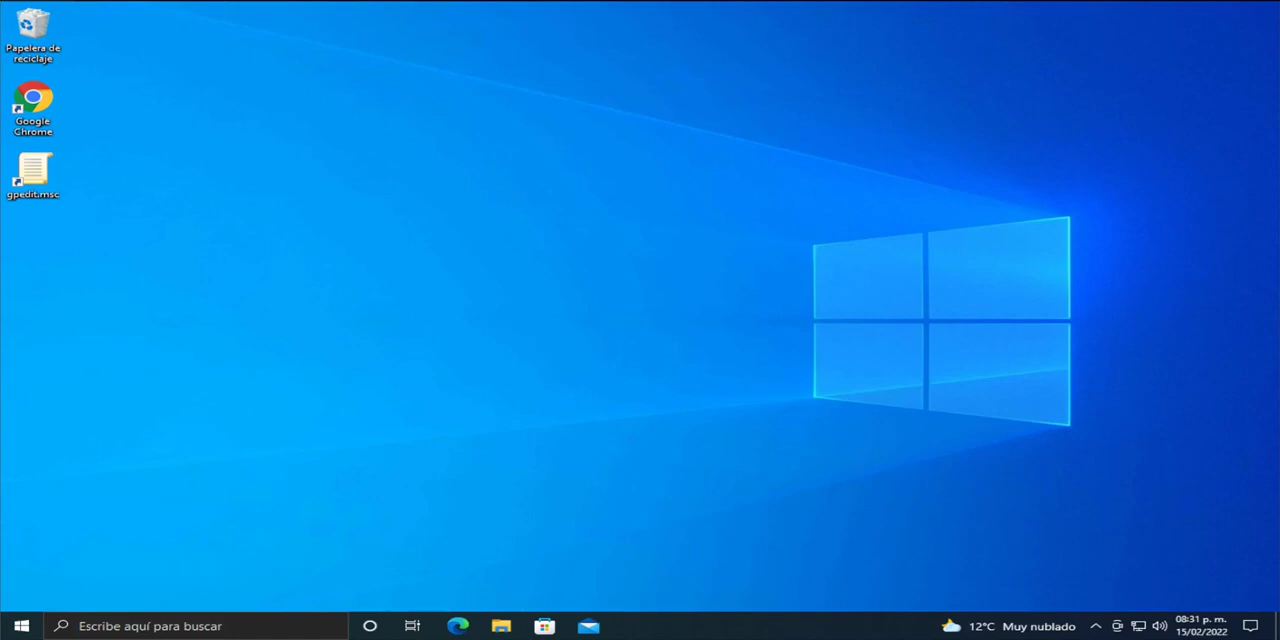 Papelera de
reciclaje
Google
Chrome
gpedit.msc
Escribe aquí para buscar
12°C Muy nublado
08:31 p. m.
15/02/2022